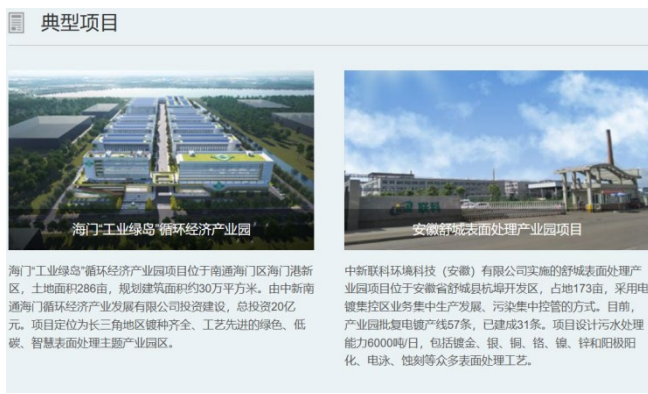 典型项目
海门“工业绿岛”循环经济产业园
安徽舒城表面处理产业园项目
海门“工业绿岛”循环经济产业园项目位于南通海门区海门港新
区，土地面积286亩，规划建筑面积约30万平方米。由中新南
通海门循环经济产业发展有限公司投资建设，总投资20亿
元。项目定位为长三角地区镀种齐全、工艺先进的绿色、低
碳、智慧表面处理主题产业园区。
中新联科环境科技（安徽）有限公司实施的舒城表面处理产
业园项目位于安徽省舒城县杭埠开发区，占地173亩，采用电
镀集控区业务集中生产发展、污染集中控管的方式。目前，
产业园批复电镀产线57条，已建成31条。项目设计污水处理
能力6000吨/日，包括镀金、银、铜、铬、镍、锌和阳极阳
化、电泳、蚀刻等众多表面处理工艺。